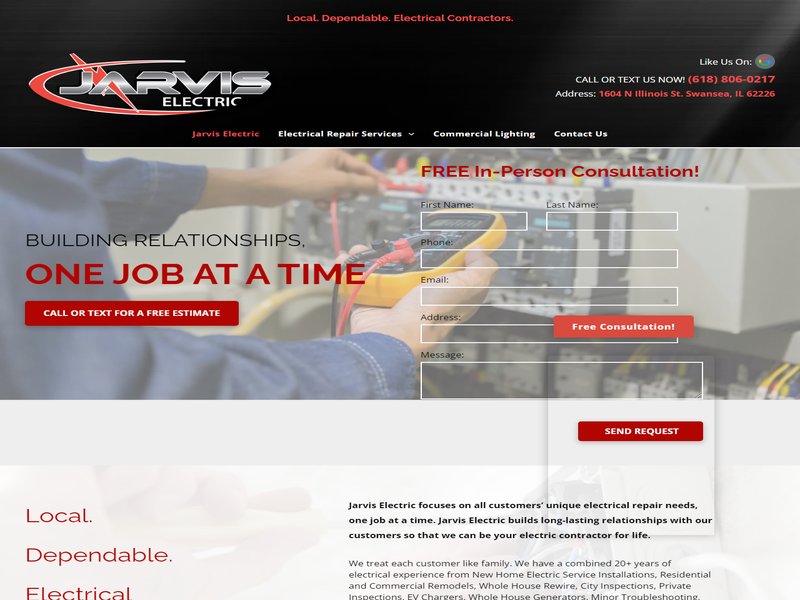 Local. Dependable. Electrical Contractors.
Like Us On:
JARVIS
ELECTRIC
CALL OR TEXT US NOW! (618) 806-0217
Address: 1604 N Illinois St. Swansea, IL 62226
Jarvis Electric
Electrical Repair Services
Commercial Lighting
Contact Us
FREE In-Person Consultation!
First Name:
Last Name:
Phone:
Email:
Address:
Message:
Free Consultation!
SEND REQUEST
BUILDING RELATIONSHIPS,
ONE JOB AT A TIME
CALL OR TEXT FOR A FREE ESTIMATE
Local.
Dependable.
Electrical
Jarvis Electric focuses on all customers’ unique electrical repair needs,
one job at a time. Jarvis Electric builds long-lasting relationships with our
customers so that we can be your electric contractor for life.
We treat each customer like family. We have a combined 20+ years of
electrical experience from New Home Electric Service Installations, Residential
and Commercial Remodels, Whole House Rewire, City Inspections, Private
Inspections, EV Chargers, Whole House Generators, Minor Troubleshooting,